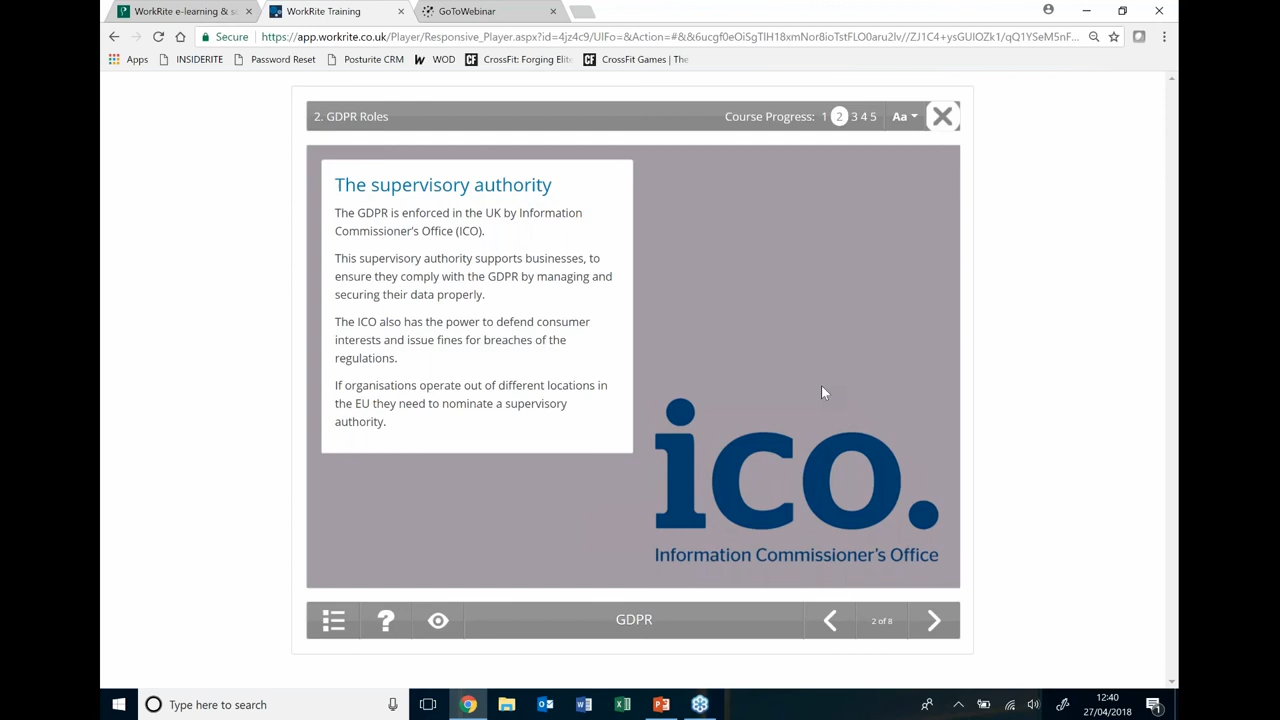 WorkRite e-learning & s
WorkRite Training
GoToWebinar
Secure
https://app.workrite.co.uk/Player/Responsive_Player.aspx?id=4jz4c9/UIFo=&Action=#&&6ucgf0eOiSgTIH18xmNor8ioTstFLO0aru2Iv//ZJ1C4+ysGUIOZk1/qQ1YSeM5nF...
Apps
INSIDERITE
Password Reset
Posturite CRM
WOD
CrossFit: Forging Elit
CrossFit Games | The
2. GDPR Roles
Course Progress: 1 2 3 4 5
Aa
The supervisory authority
The GDPR is enforced in the UK by Information
Commissioner's Office (ICO).
This supervisory authority supports businesses, to
ensure they comply with the GDPR by managing and
securing their data properly.
The ICO also has the power to defend consumer
interests and issue fines for breaches of the
regulations.
If organisations operate out of different locations in
the EU they need to nominate a supervisory
authority.
ico.
Information Commissioner's Office
GDPR
2 of 8
Type here to search
12:40
27/04/2018